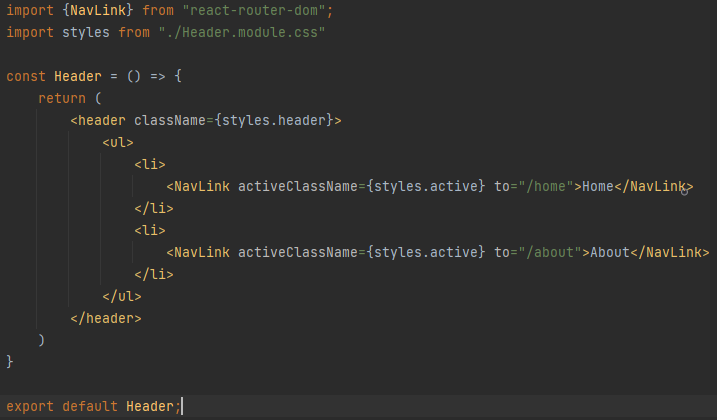 import {NavLink} from "react-router-dom";
import styles from "./Header.module.css"

const Header = () => {
    return (
        <header className={styles.header}>
            <ul>
                <li>
                    <NavLink activeClassName={styles.active} to="/home">Home</NavLink>
                </li>
                <li>
                    <NavLink activeClassName={styles.active} to="/about">About</NavLink>
                </li>
            </ul>
        </header>
    )
}

export default Header;